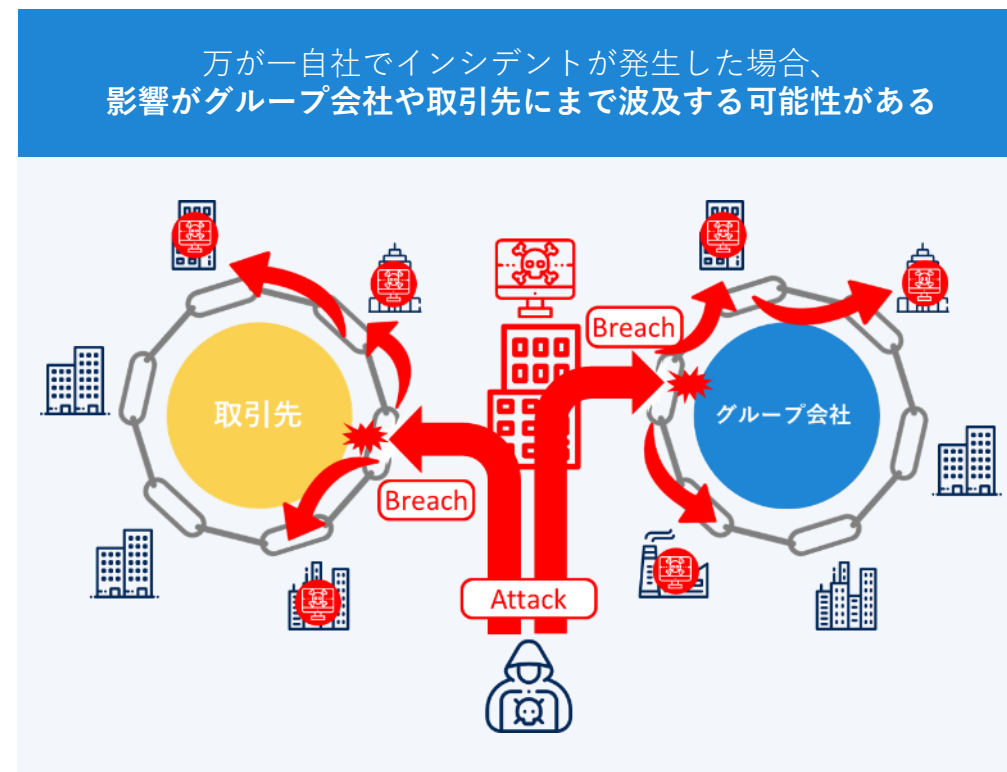 万が一自社でインシデントが発生した場合、
影響がグループ会社や取引先にまで波及する可能性がある
Breach
取引先
グループ会社
Breach
Attack